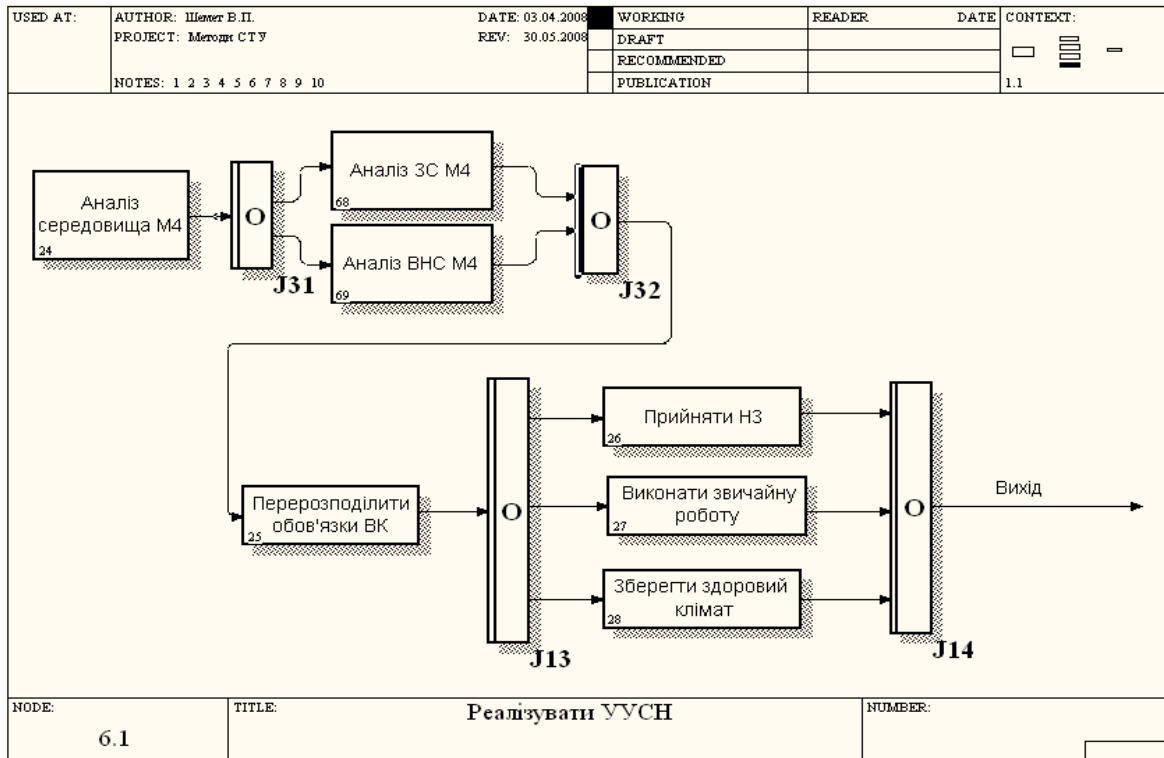 USED AT:
AUTHOR: Шемет В.П.
DATE: 03.04.2008
PROJECT: Методи СТУ
REV: 30.05.2008
NOTES: 1 2 3 4 5 6 7 8 9 10
WORKING
DRAFT
RECOMMENDED
PUBLICATION
READER
DATE
CONTEXT:
1.1
Аналіз
середовища М4
24
O
J31
Аналіз ЗС М4
68
Аналіз ВНС М4
69
O
J32
Перерозподілити
обов'язки ВК
25
O
J13
Прийняти НЗ
26
Виконати звичайну
роботу
27
Зберегти здоровий
клімат
28
O
J14
Вихід
NODE:
6.1
TITLE:
Реалізувати УУСН
NUMBER: